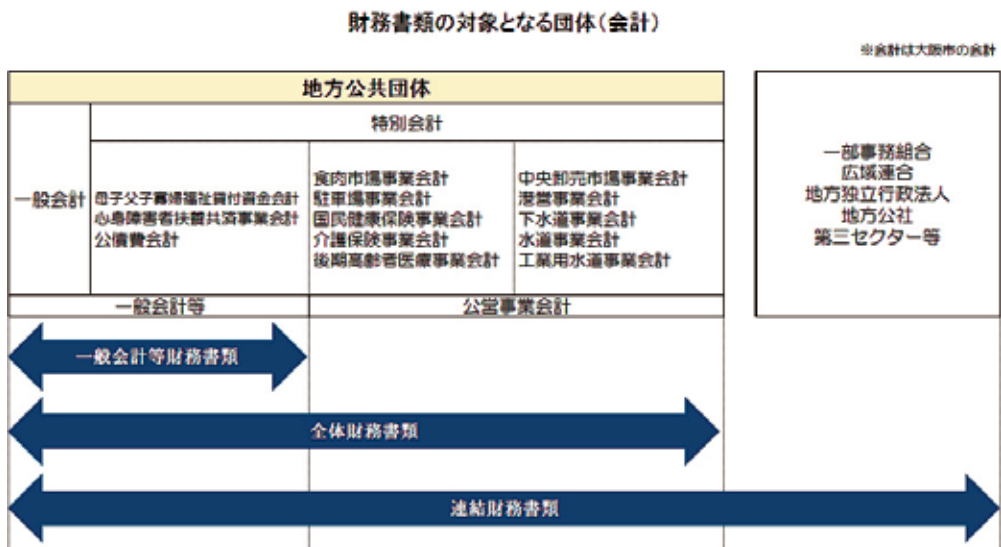 財務書類の対象となる団体(会計)
※会計は大阪市の会計
地方公共団体
特別会計
一般会計
母子父子寡婦福祉貸付資金会計
心身障害者扶養共済事業会計
公債費会計
食肉市場事業会計
駐車場事業会計
国民健康保険事業会計
介護保険事業会計
後期高齢者医療事業会計
中央卸売市場事業会計
港営事業会計
下水道事業会計
水道事業会計
工業用水道事業会計
一般会計等
公営事業会計
一部事務組合
広域連合
地方独立行政法人
地方公社
第三セクター等
一般会計等財務書類
全体財務書類
連結財務書類